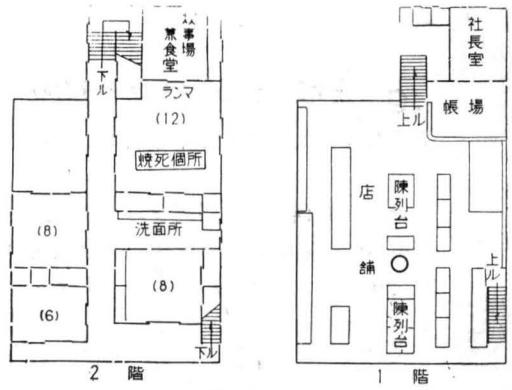 炊事場
兼食堂
下ル
ランマ
(12)
焼死個所
(8)
洗面所
(8)
(6)
下ル
2 階
社長室
帳場
上ル
陳列台
店舗
上ル
陳列台
1 階